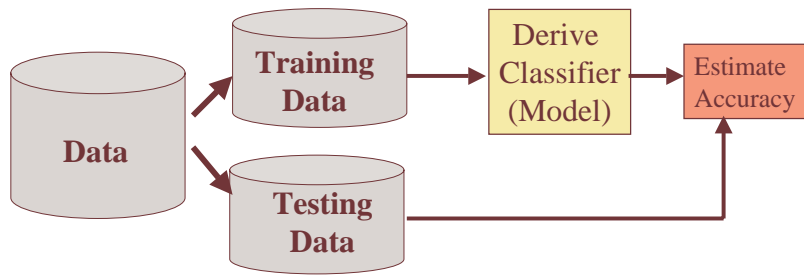 Data
Training
Data
Derive
Classifier
(Model)
Estimate
Accuracy
Testing
Data